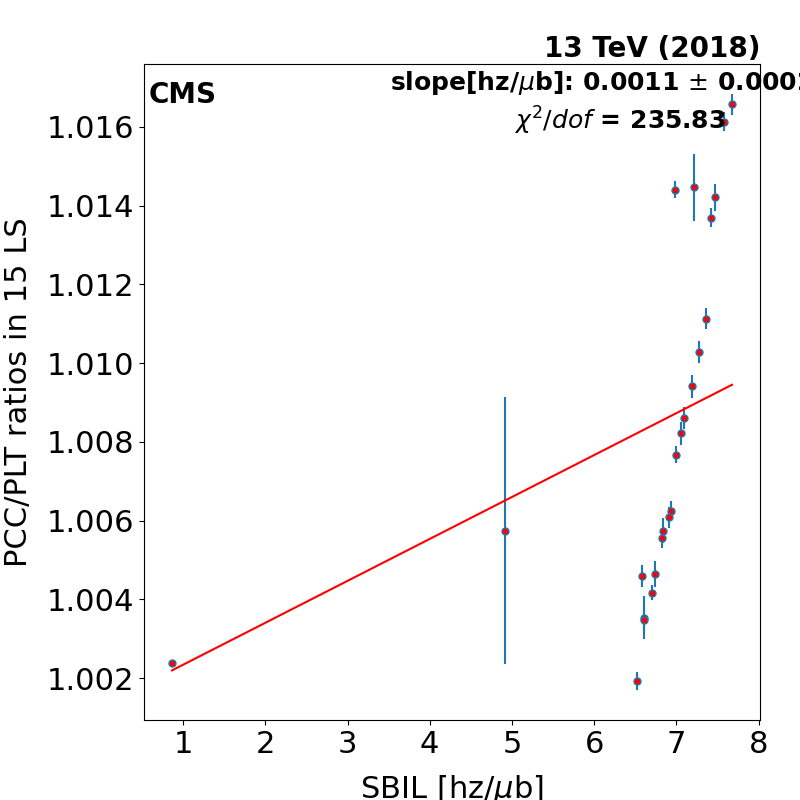 13 TeV (2018)
CMS
slope[hz/μb]: 0.0011 ± 0.000
χ²/dof = 235.83
1.016
1.014
1.012
1.010
1.008
1.006
1.004
1.002
PCC/PLT ratios in 15 LS
1 2 3 4 5 6 7 8
SBIL [hz/μb]